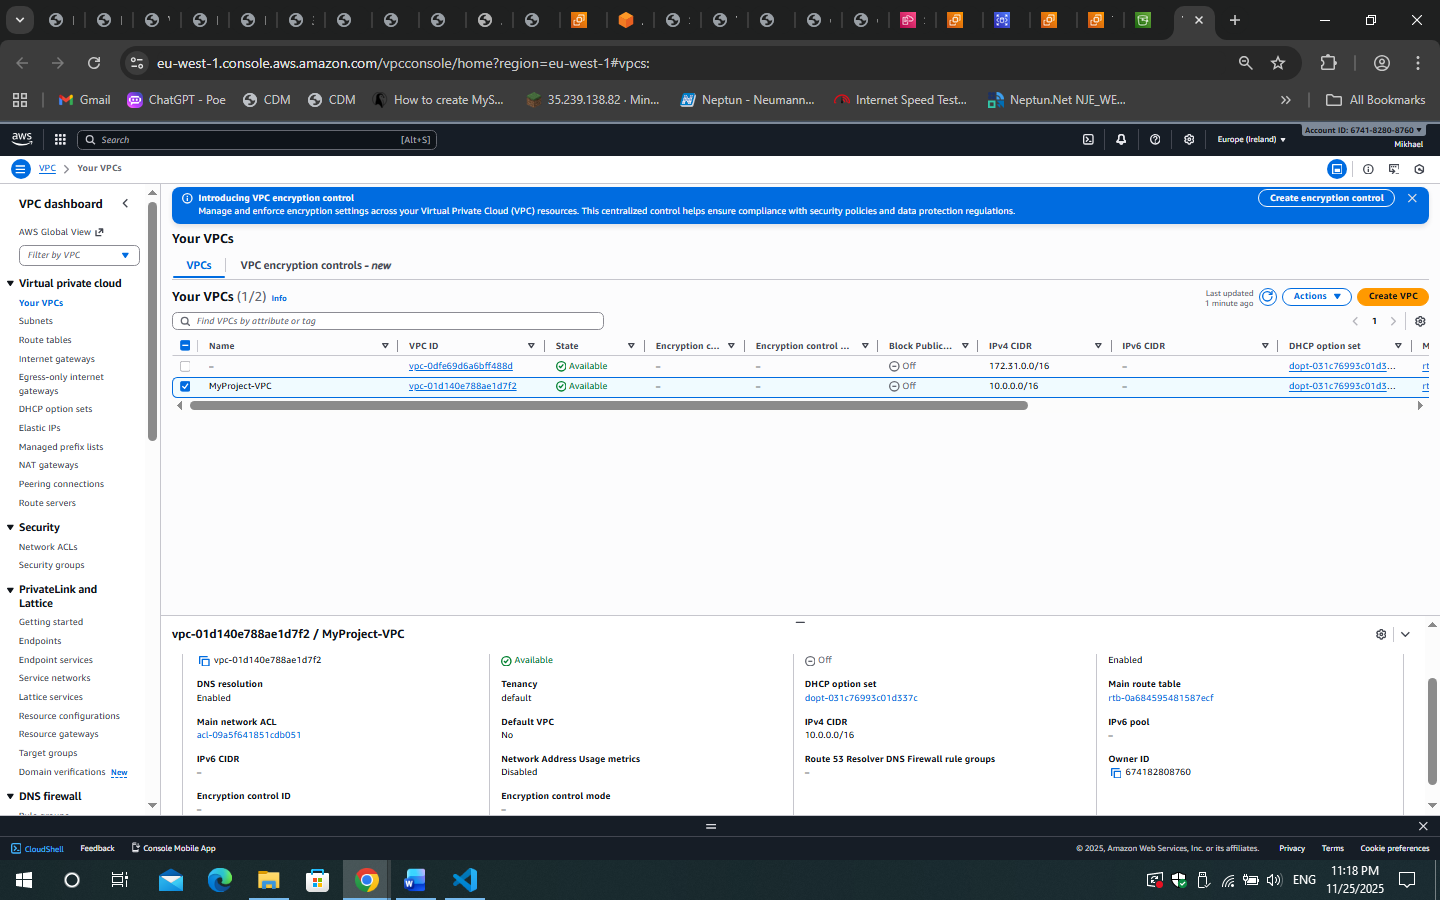 eu-west-1.console.aws.amazon.com/vpcconsole/home?region=eu-west-1#vpcs:
Gmail
ChatGPT - Poe
CDM
CDM
How to create MyS...
35.239.138.82 · Min...
Neptun - Neumann...
Internet Speed Test...
Neptun.Net NJE_WE...
All Bookmarks
aws
Search
[Alt+S]
Europe (Ireland)
Account ID: 6741-8280-8760
Mikhael
VPC
Your VPCs
VPC dashboard
AWS Global View
Filter by VPC
Virtual private cloud
Your VPCs
Subnets
Route tables
Internet gateways
Egress-only internet
gateways
DHCP option sets
Elastic IPs
Managed prefix lists
NAT gateways
Peering connections
Route servers
Security
Network ACLs
Security groups
PrivateLink and
Lattice
Getting started
Endpoints
Endpoint services
Service networks
Lattice services
Resource configurations
Resource gateways
Target groups
Domain verifications New
DNS firewall
Introducing VPC encryption control
Manage and enforce encryption settings across your Virtual Private Cloud (VPC) resources. This centralized control helps ensure compliance with security policies and data protection regulations.
Create encryption control
Your VPCs
VPCs
VPC encryption controls - new
Your VPCs (1/2) Info
Last updated
1 minute ago
Actions
Create VPC
Find VPCs by attribute or tag
1
Name VPC ID State Encryption c... Encryption control ... Block Public... IPv4 CIDR IPv6 CIDR DHCP option set M
– vpc-0dfe69d6a6bff488d Available – – Off 172.31.0.0/16 – dopt-031c76993c01d3... rt
MyProject-VPC vpc-01d140e788ae1d7f2 Available – – Off 10.0.0.0/16 – dopt-031c76993c01d3... rt
vpc-01d140e788ae1d7f2 / MyProject-VPC
vpc-01d140e788ae1d7f2
Available
Off
Enabled
DNS resolution
Enabled
Tenancy
default
DHCP option set
dopt-031c76993c01d337c
Main route table
rtb-0a684595481587ecf
Main network ACL
acl-09a5f641851cdb051
Default VPC
No
IPv4 CIDR
10.0.0.0/16
IPv6 pool
–
IPv6 CIDR
–
Network Address Usage metrics
Disabled
Route 53 Resolver DNS Firewall rule groups
–
Owner ID
674182808760
Encryption control ID
–
Encryption control mode
–
CloudShell
Feedback
Console Mobile App
© 2025, Amazon Web Services, Inc. or its affiliates.
Privacy
Terms
Cookie preferences
ENG
11:18 PM
11/25/2025